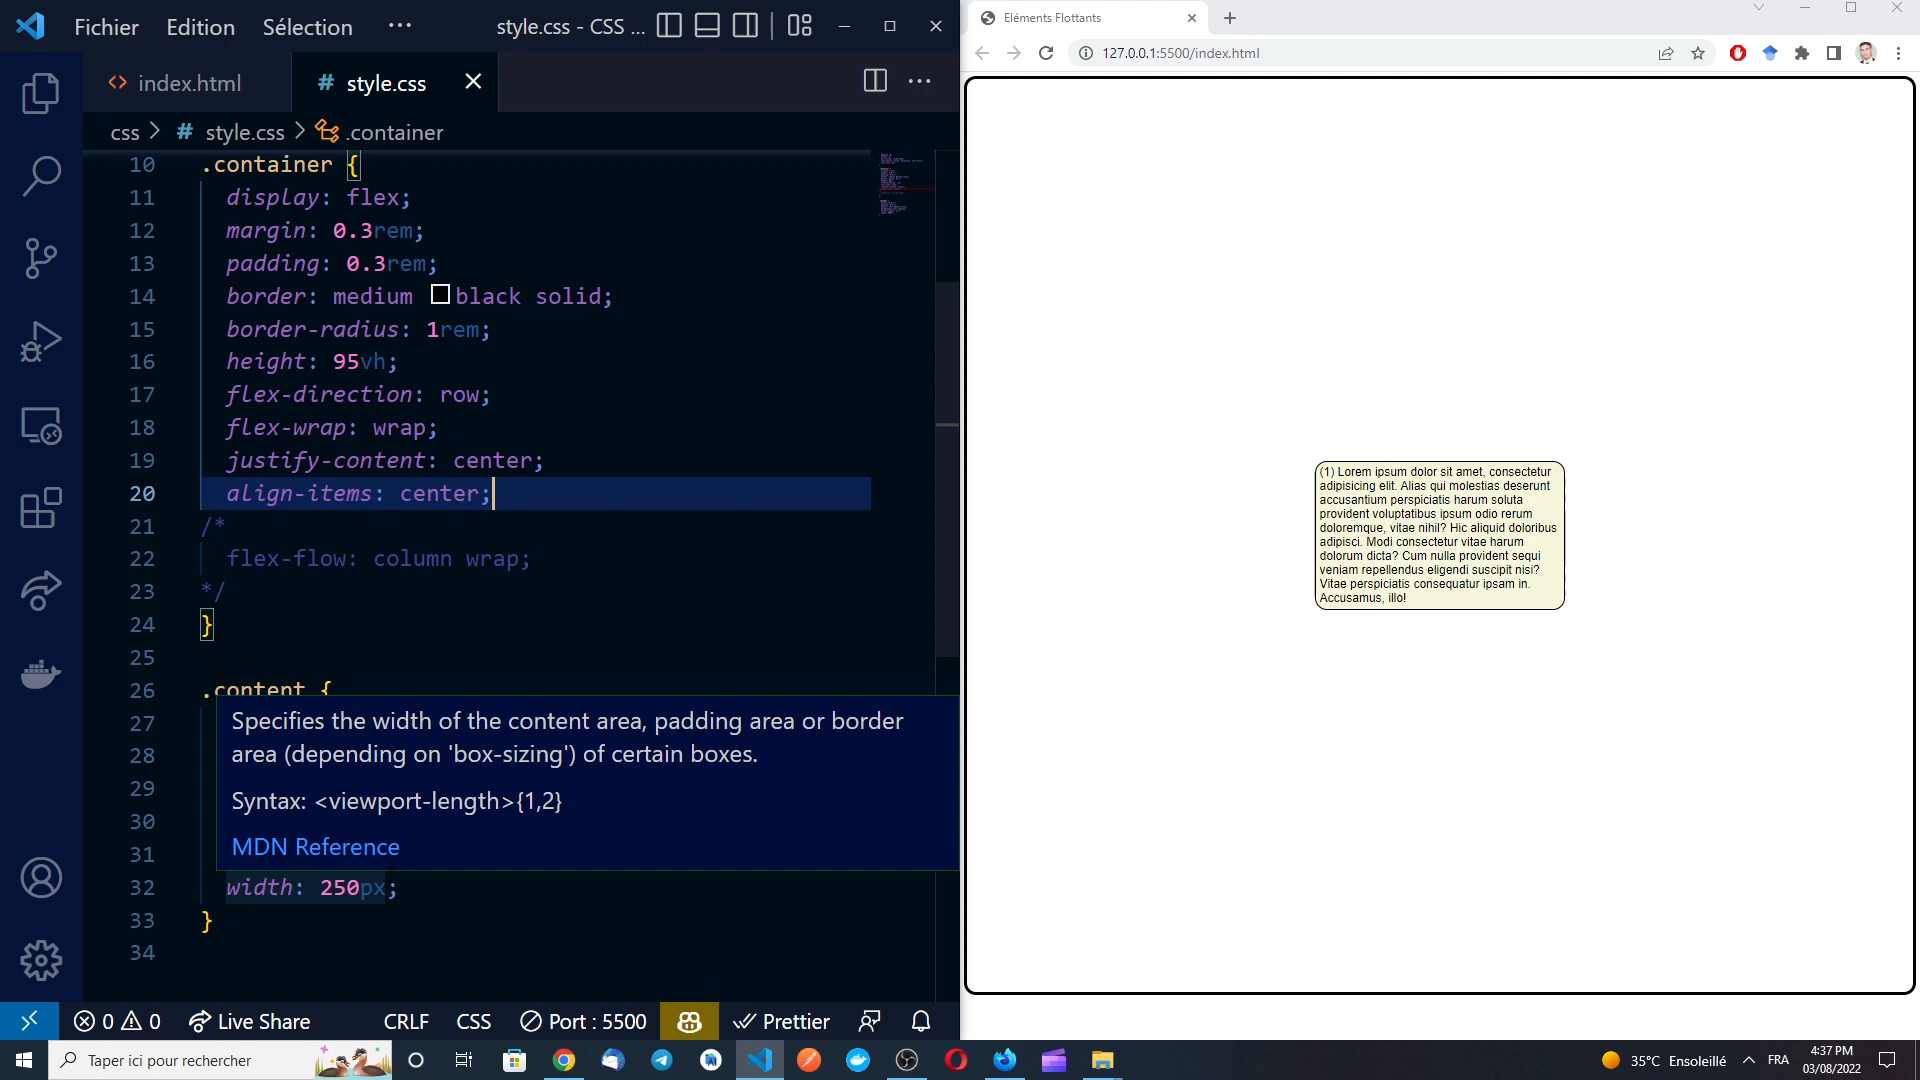 Fichier Edition Sélection ··· style.css - CSS ...
index.html # style.css
css > # style.css > .container
10 .container {
11 display: flex;
12 margin: 0.3rem;
13 padding: 0.3rem;
14 border: medium black solid;
15 border-radius: 1rem;
16 height: 95vh;
17 flex-direction: row;
18 flex-wrap: wrap;
19 justify-content: center;
20 align-items: center;
21 /*
22 flex-flow: column wrap;
23 */
24 }
25
26 .content {
27
28
29
30
31
Specifies the width of the content area, padding area or border
area (depending on 'box-sizing') of certain boxes.
Syntax: <viewport-length>{1,2}
MDN Reference
32 width: 250px;
33 }
34
0 0 Live Share CRLF CSS Port : 5500 Prettier
Eléments Flottants
127.0.0.1:5500/index.html
(1) Lorem ipsum dolor sit amet, consectetur
adipisicing elit. Alias qui molestias deserunt
accusantium perspiciatis harum soluta
provident voluptatibus ipsum odio rerum
doloremque, vitae nihil? Hic aliquid doloribus
adipisci. Modi consectetur vitae harum
dolorum dicta? Cum nulla provident sequi
veniam repellendus eligendi suscipit nisi?
Vitae perspiciatis consequatur ipsam in.
Accusamus, illo!
Taper ici pour rechercher
35°C Ensoleillé FRA
4:37 PM
03/08/2022